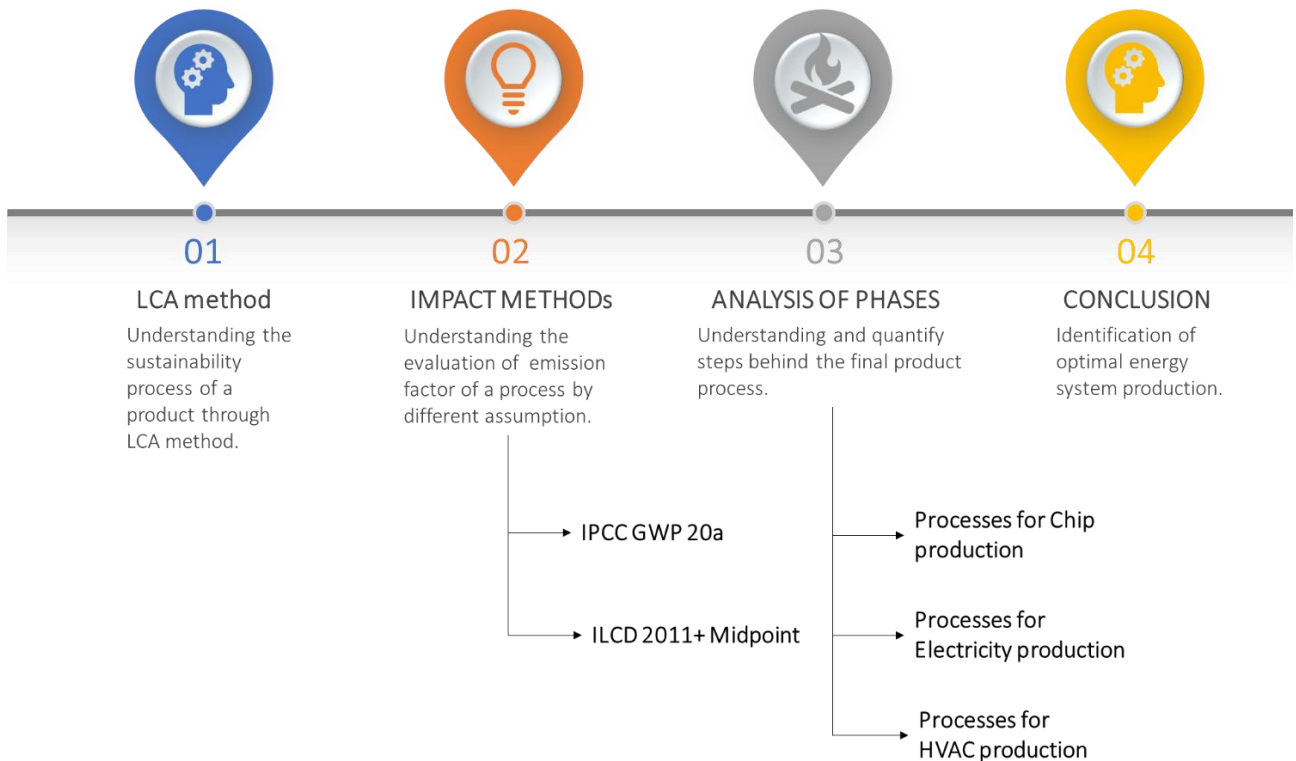 01
LCA method
Understanding the
sustainability
process of a
product through
LCA method.
02
IMPACT METHODs
Understanding the
evaluation of emission
factor of a process by
different assumption.
IPCC GWP 20a
ILCD 2011+ Midpoint
03
ANALYSIS OF PHASES
Understanding and quantify
steps behind the final product
process.
Processes for Chip
production
Processes for
Electricity production
Processes for
HVAC production
04
CONCLUSION
Identification of
optimal energy
system production.